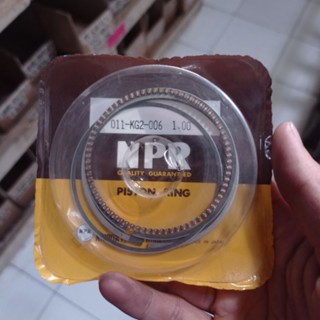 011-KG2-006 1.00
NPR
QUALITY GUARANTEED
PISTON RING